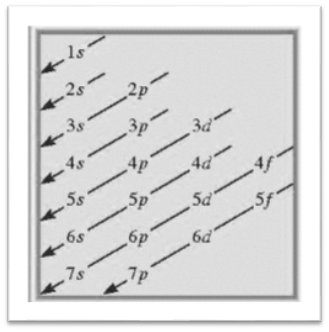 1s
2s 2p
3s 3p 3d
4s 4p 4d 4f
5s 5p 5d 5f
6s 6p 6d
7s 7p